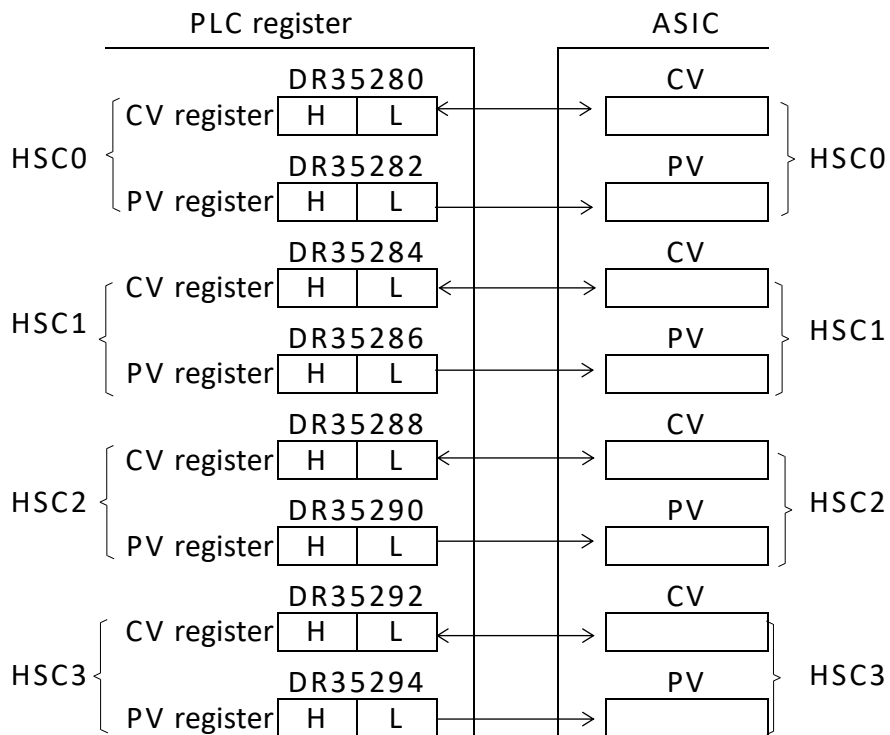 PLC register ASIC
DR35280 CV
CV register H L
HSC0 HSC0
DR35282 PV
PV register H L
DR35284 CV
CV register H L
HSC1 HSC1
DR35286 PV
PV register H L
DR35288 CV
CV register H L
HSC2 HSC2
DR35290 PV
PV register H L
DR35292 CV
CV register H L
HSC3 HSC3
DR35294 PV
PV register H L